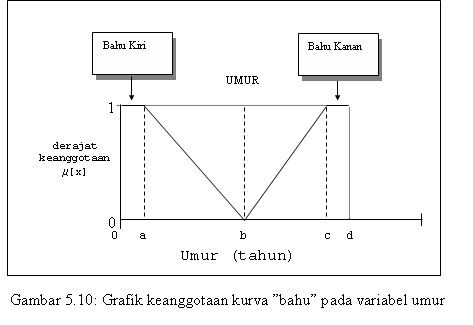 Bahu Kiri
Bahu Kanan
UMUR
1
derajat
keanggotaan
μ[x]
0
0 a b c d
Umur (tahun)
Gambar 5.10: Grafik keanggotaan kurva ”bahu” pada variabel umur